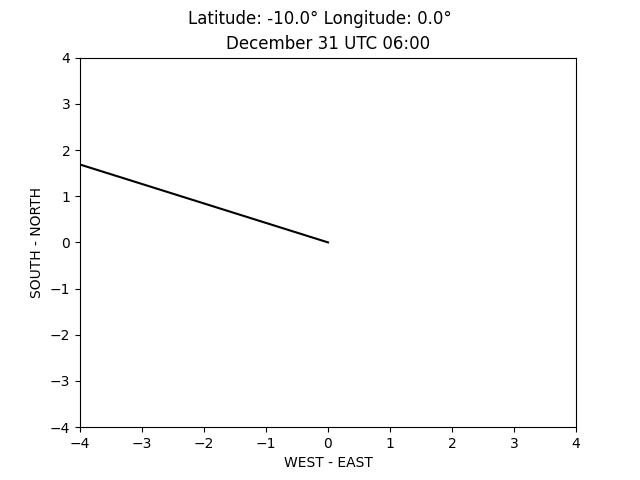 Latitude: -10.0° Longitude: 0.0°
December 31 UTC 06:00
4
3
2
1
0
−1
−2
−3
−4
SOUTH - NORTH
−4 −3 −2 −1 0 1 2 3 4
WEST - EAST